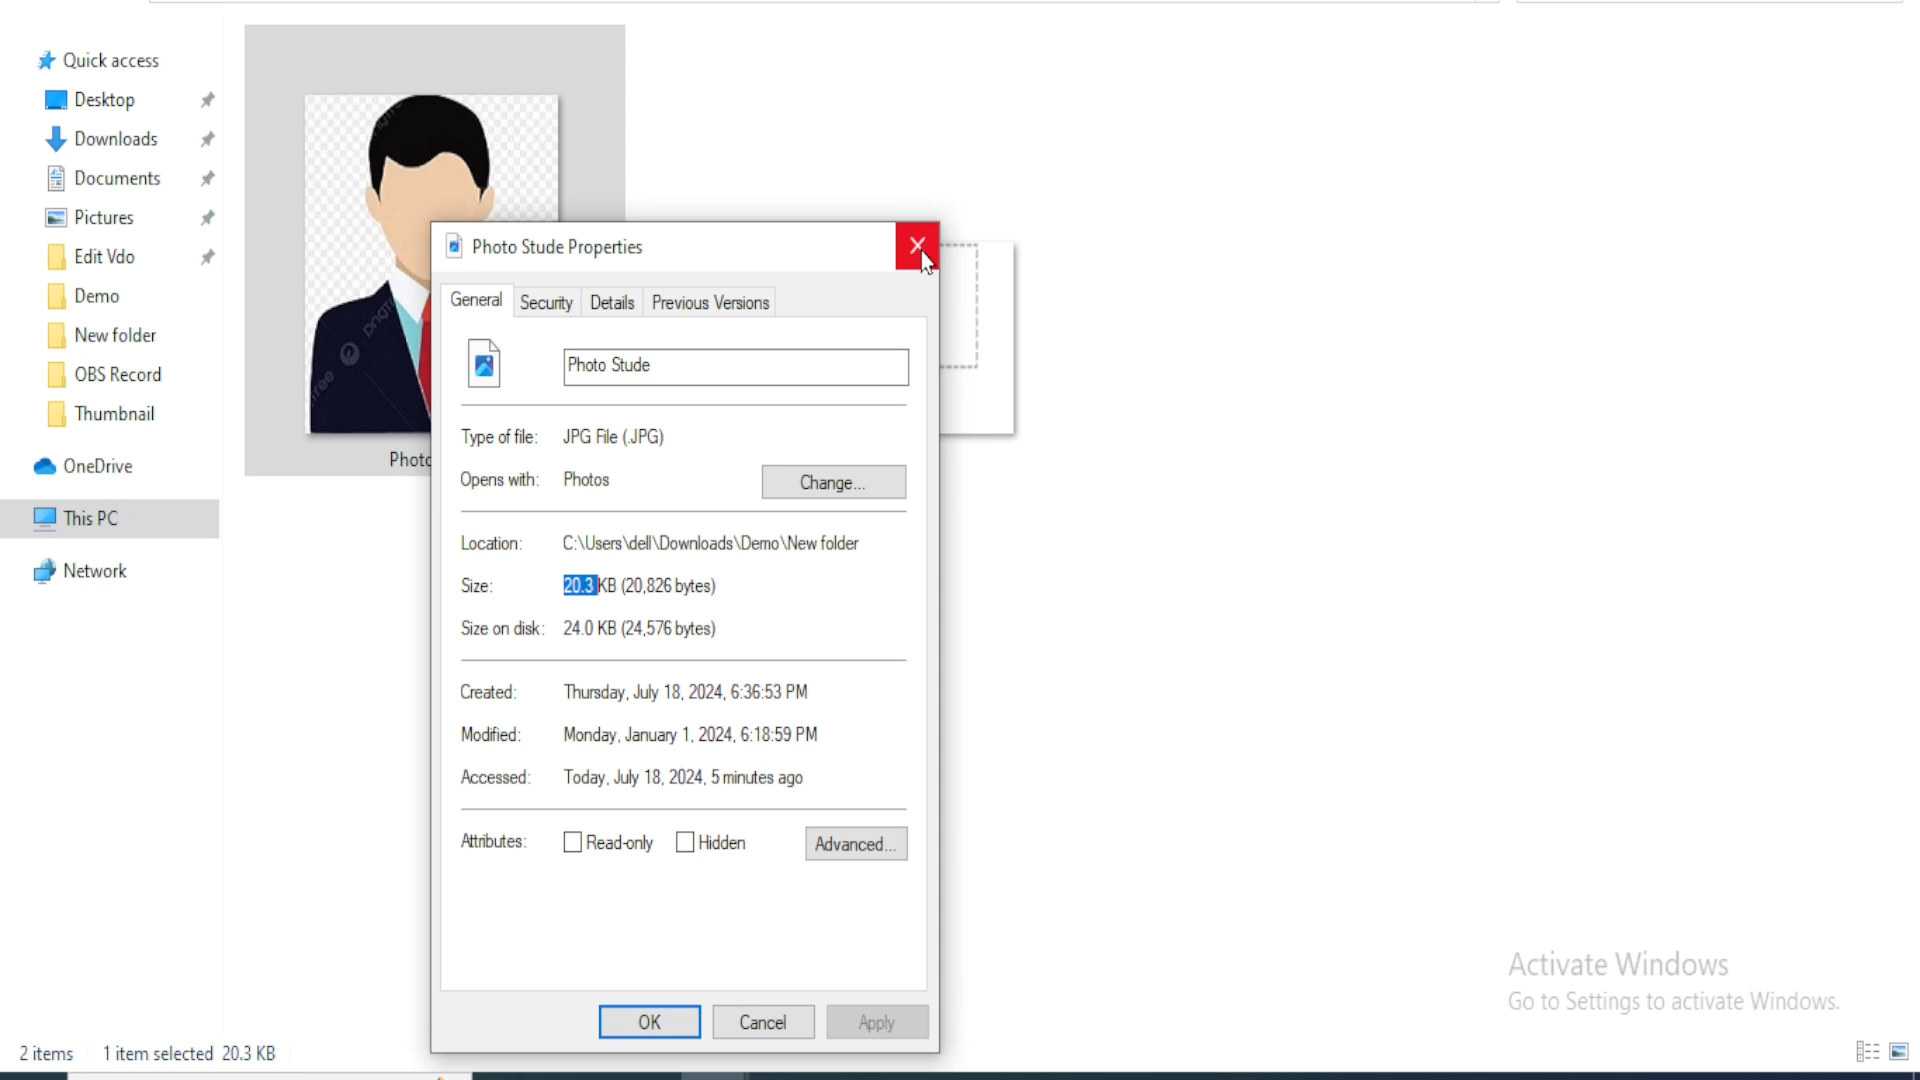 Quick access
Desktop
Downloads
Documents
Pictures
Edit Vdo
Demo
New folder
OBS Record
Thumbnail
OneDrive
This PC
Network
Photo Stude Properties
General Security Details Previous Versions
Photo Stude
Type of file: JPG File (.JPG)
Opens with: Photos Change...
Location: C:\Users\dell\Downloads\Demo\New folder
Size: 20.3 KB (20,826 bytes)
Size on disk: 24.0 KB (24,576 bytes)
Created: Thursday, July 18, 2024, 6:36:53 PM
Modified: Monday, January 1, 2024, 6:18:59 PM
Accessed: Today, July 18, 2024, 5 minutes ago
Attributes: Read-only Hidden Advanced...
OK Cancel Apply
Activate Windows
Go to Settings to activate Windows.
2 items 1 item selected 20.3 KB